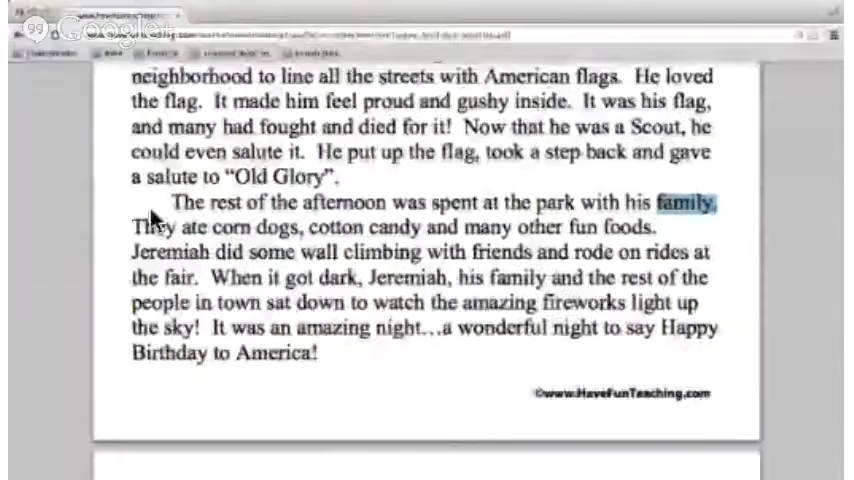 Google+
neighborhood to line all the streets with American flags. He loved
the flag. It made him feel proud and gushy inside. It was his flag,
and many had fought and died for it! Now that he was a Scout, he
could even salute it. He put up the flag, took a step back and gave
a salute to “Old Glory”.
The rest of the afternoon was spent at the park with his family.
They ate corn dogs, cotton candy and many other fun foods.
Jeremiah did some wall climbing with friends and rode on rides at
the fair. When it got dark, Jeremiah, his family and the rest of the
people in town sat down to watch the amazing fireworks light up
the sky! It was an amazing night…a wonderful night to say Happy
Birthday to America!
©www.HaveFunTeaching.com